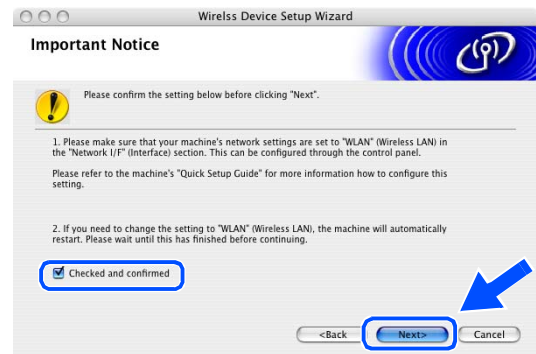 Wirelss Device Setup Wizard
Important Notice
Please confirm the setting below before clicking "Next".
1. Please make sure that your machine's network settings are set to "WLAN" (Wireless LAN) in
the "Network I/F" (Interface) section. This can be configured through the control panel.
Please refer to the machine's "Quick Setup Guide" for more information how to configure this
setting.
2. If you need to change the setting to "WLAN" (Wireless LAN), the machine will automatically
restart. Please wait until this has finished before continuing.
Checked and confirmed
<Back Next> Cancel